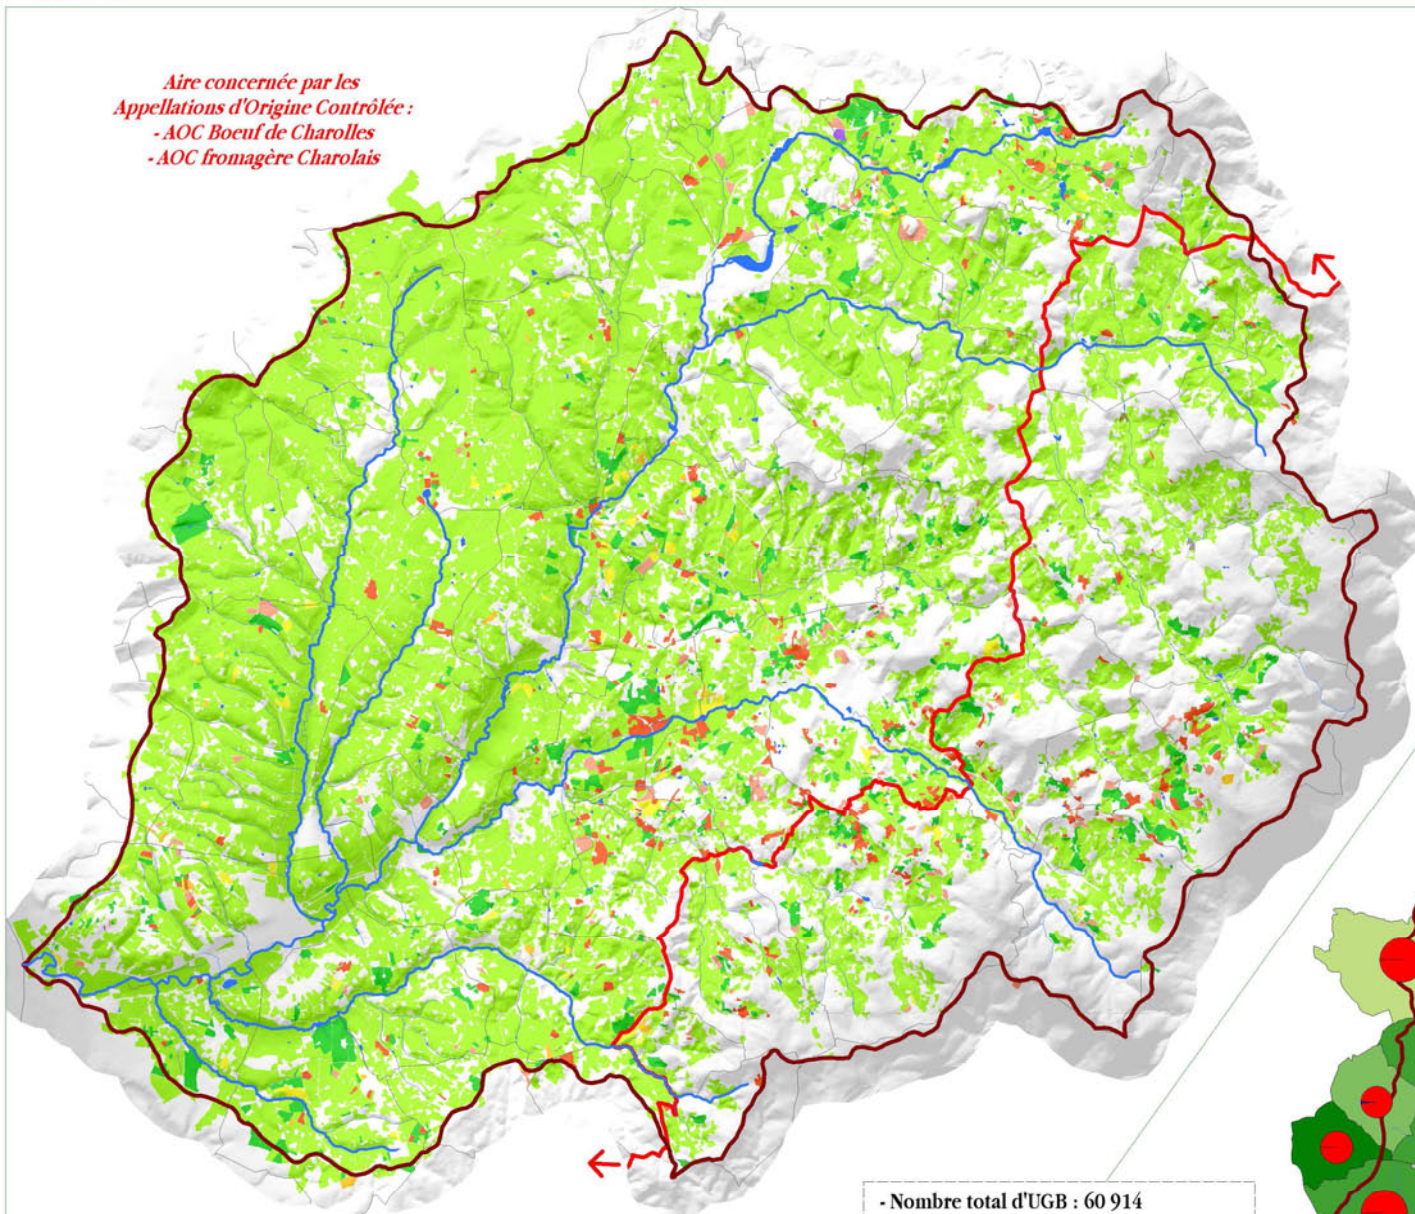 Aire concernée par les
Appellations d'Origine Contrôlée :
- AOC Boeuf de Charolles
- AOC fromagère Charolais
- Nombre total d'UGB : 60 914